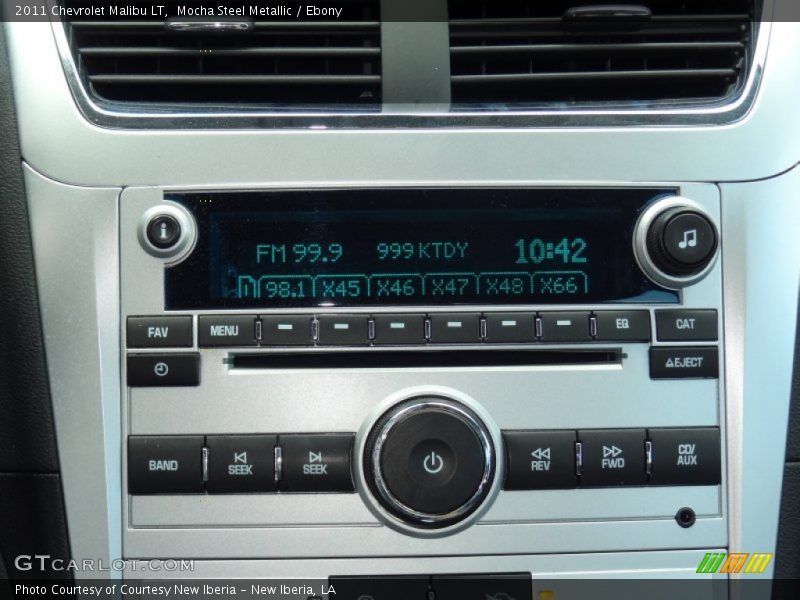 2011 Chevrolet Malibu LT, Mocha Steel Metallic / Ebony
FM 99.9 999 KTDY 10:42
98.1 X45 X46 X47 X48 X66
FAV MENU EQ CAT
EJECT
BAND SEEK SEEK REV FWD CD/AUX
GTCARLOT.COM
Photo Courtesy of Courtesy New Iberia - New Iberia, LA